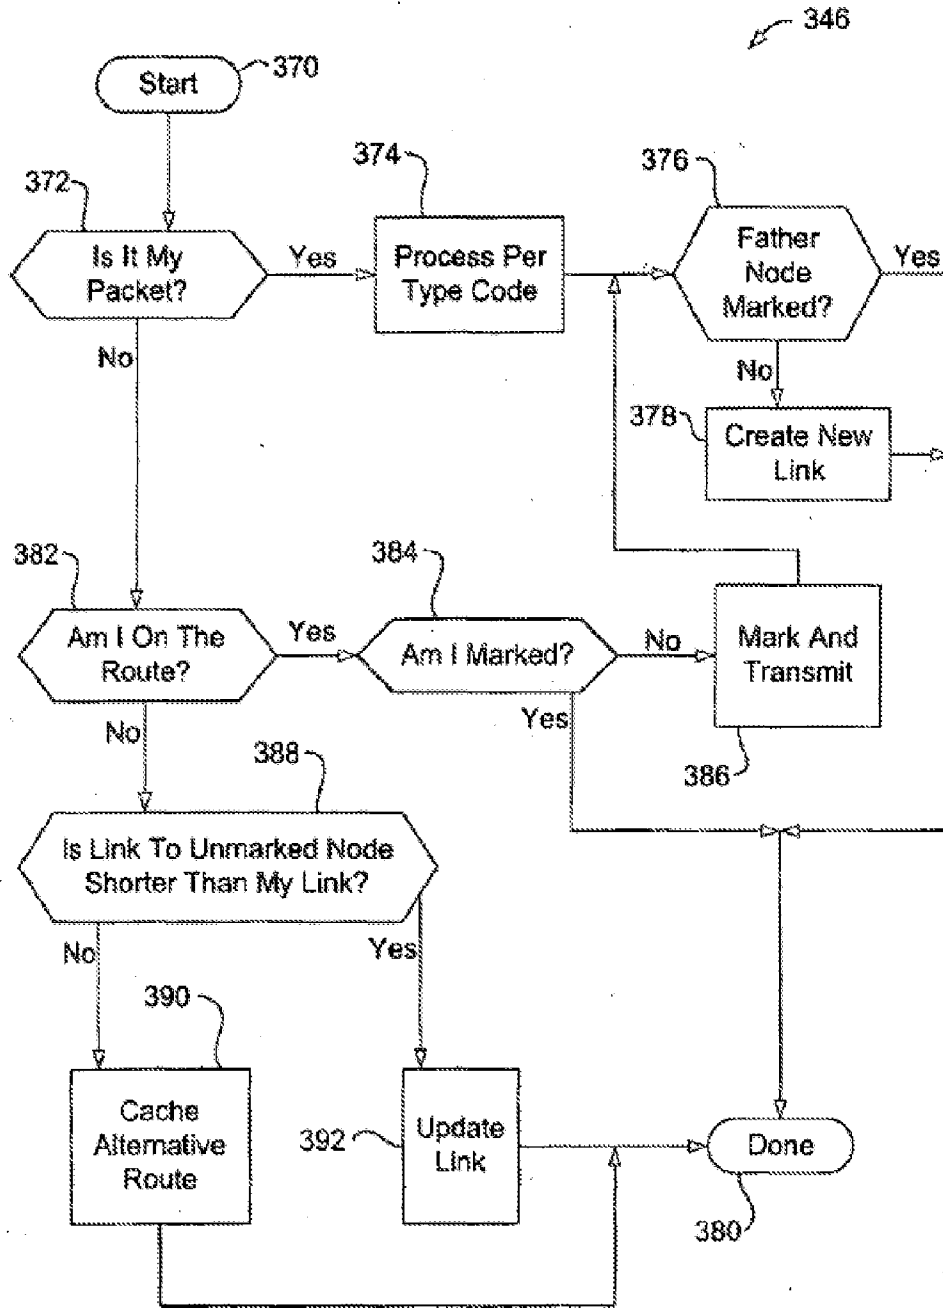 346
Start
370
372
Is It My
Packet?
Yes
No
374
Process Per
Type Code
376
Father
Node
Marked?
Yes
No
378
Create New
Link
382
Am I On The
Route?
Yes
No
384
Am I Marked?
No
Yes
Mark And
Transmit
386
388
Is Link To Unmarked Node
Shorter Than My Link?
No
Yes
390
Cache
Alternative
Route
392
Update
Link
Done
380